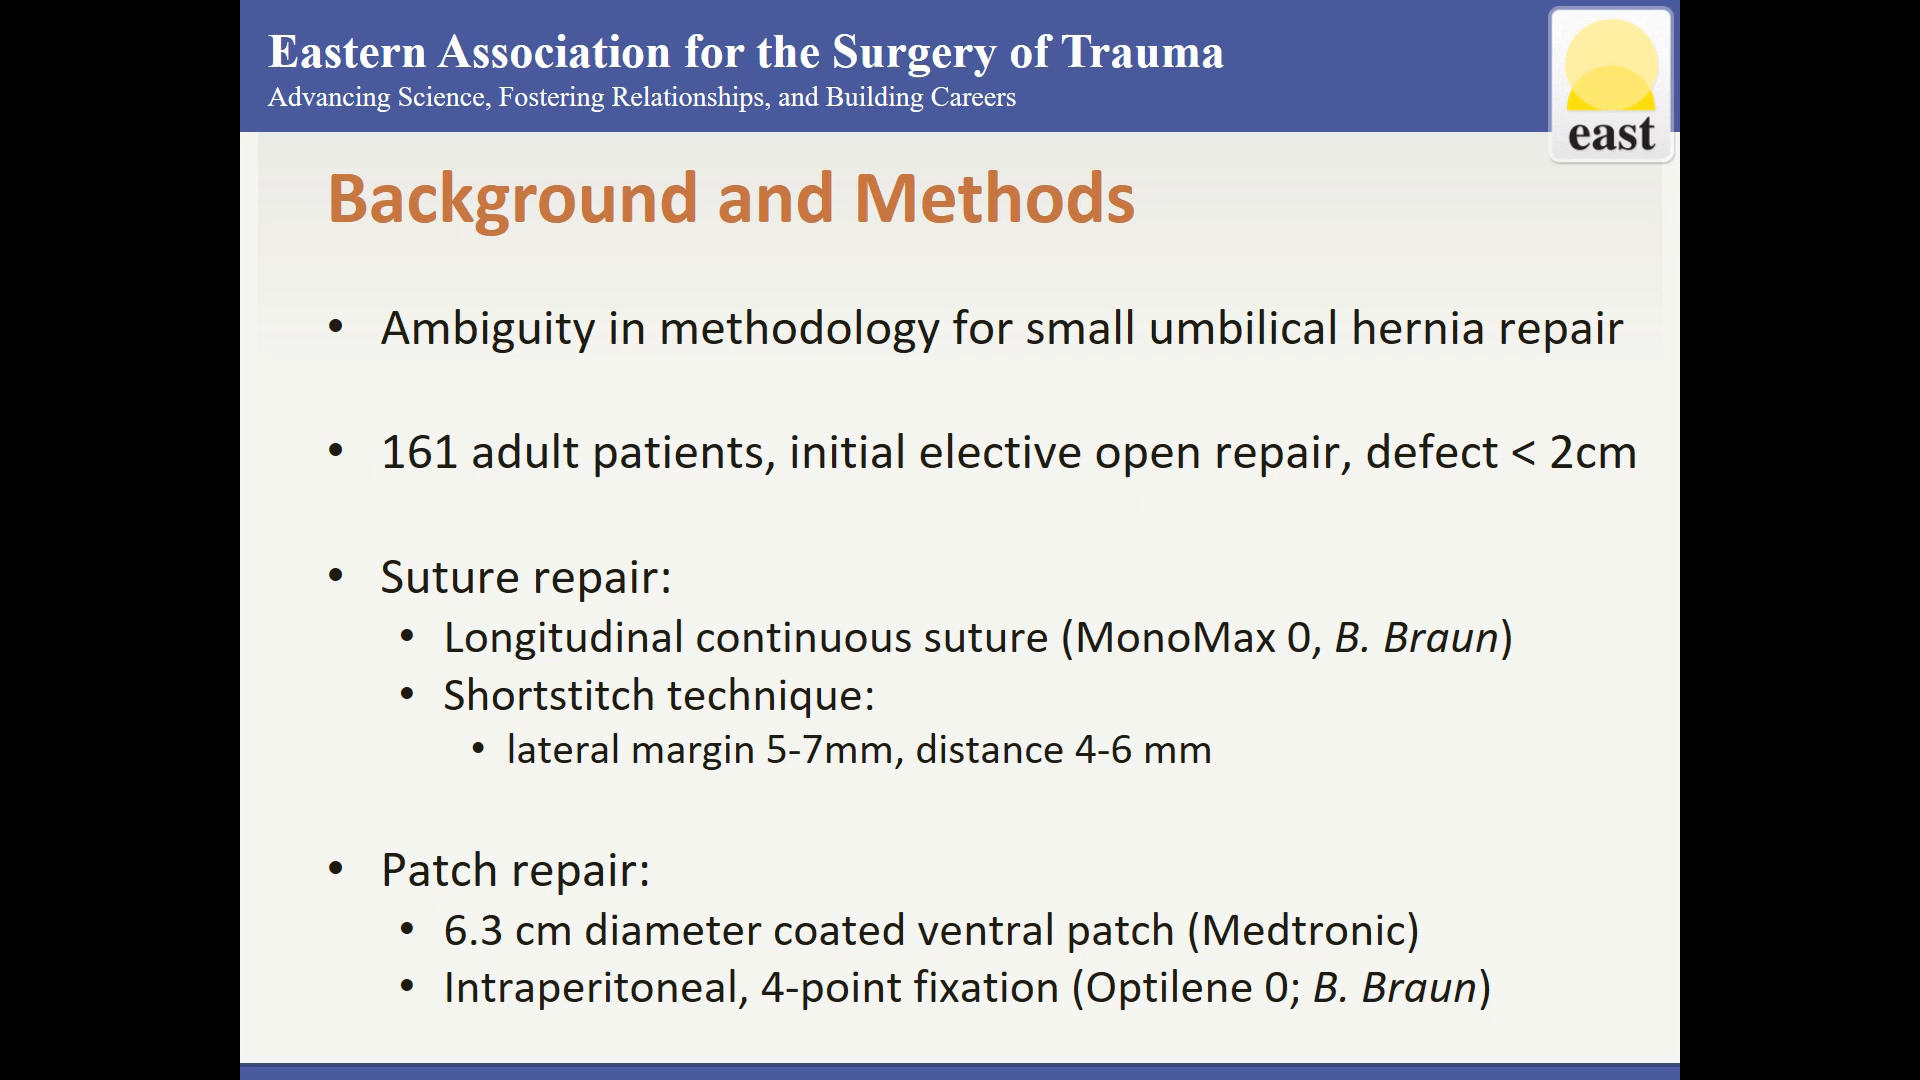 Eastern Association for the Surgery of Trauma
Advancing Science, Fostering Relationships, and Building Careers
east
Background and Methods
• Ambiguity in methodology for small umbilical hernia repair
• 161 adult patients, initial elective open repair, defect < 2cm
• Suture repair:
• Longitudinal continuous suture (MonoMax 0, B. Braun)
• Shortstitch technique:
• lateral margin 5-7mm, distance 4-6 mm
• Patch repair:
• 6.3 cm diameter coated ventral patch (Medtronic)
• Intraperitoneal, 4-point fixation (Optilene 0; B. Braun)